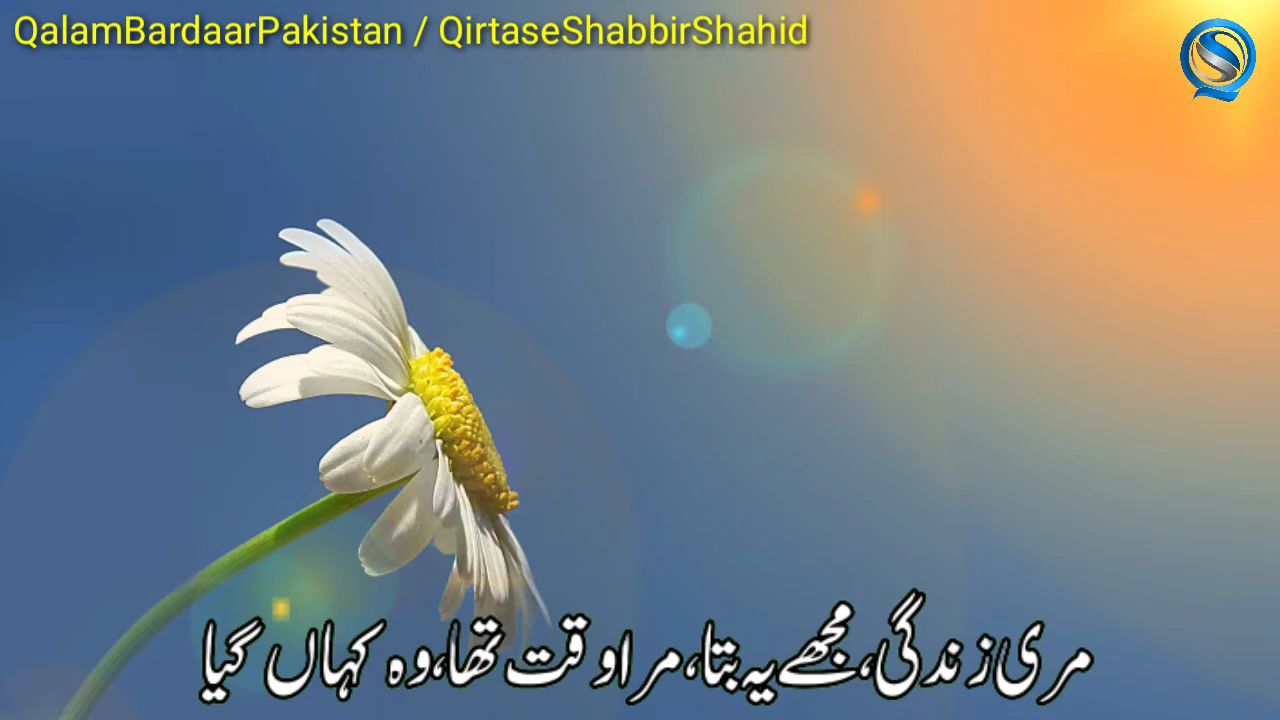 QalamBardaarPakistan / QirtaseShabbirShahid
مری زندگی، مجھے یہ بتا، مرا وقت تھا، وہ کہاں گیا